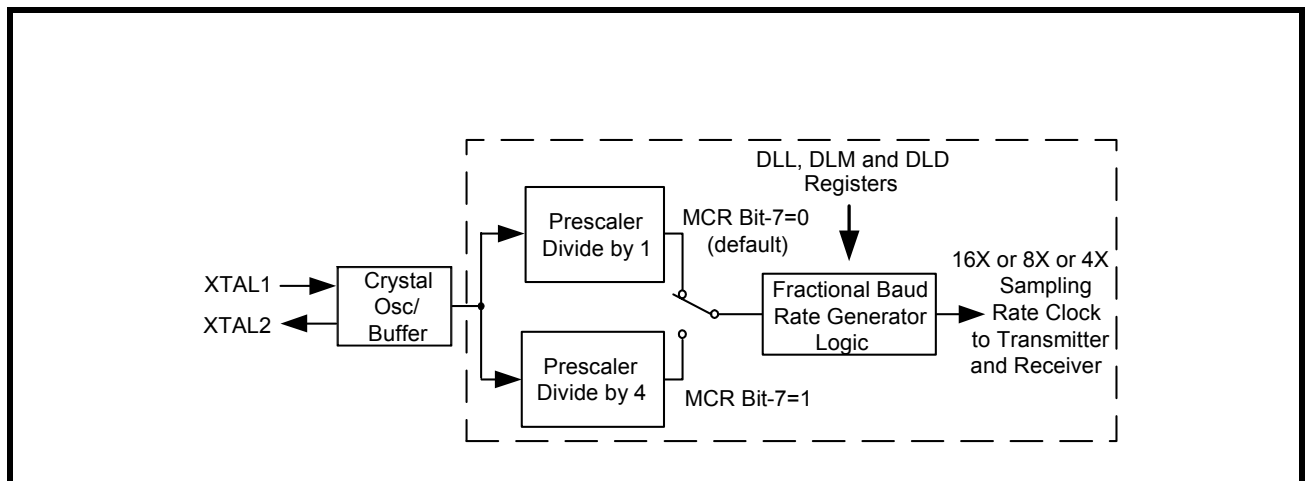 DLL, DLM and DLD
Registers
Prescaler
Divide by 1
MCR Bit-7=0
(default)
XTAL1
XTAL2
Crystal
Osc/
Buffer
Fractional Baud
Rate Generator
Logic
16X or 8X or 4X
Sampling
Rate Clock
to Transmitter
and Receiver
Prescaler
Divide by 4
MCR Bit-7=1